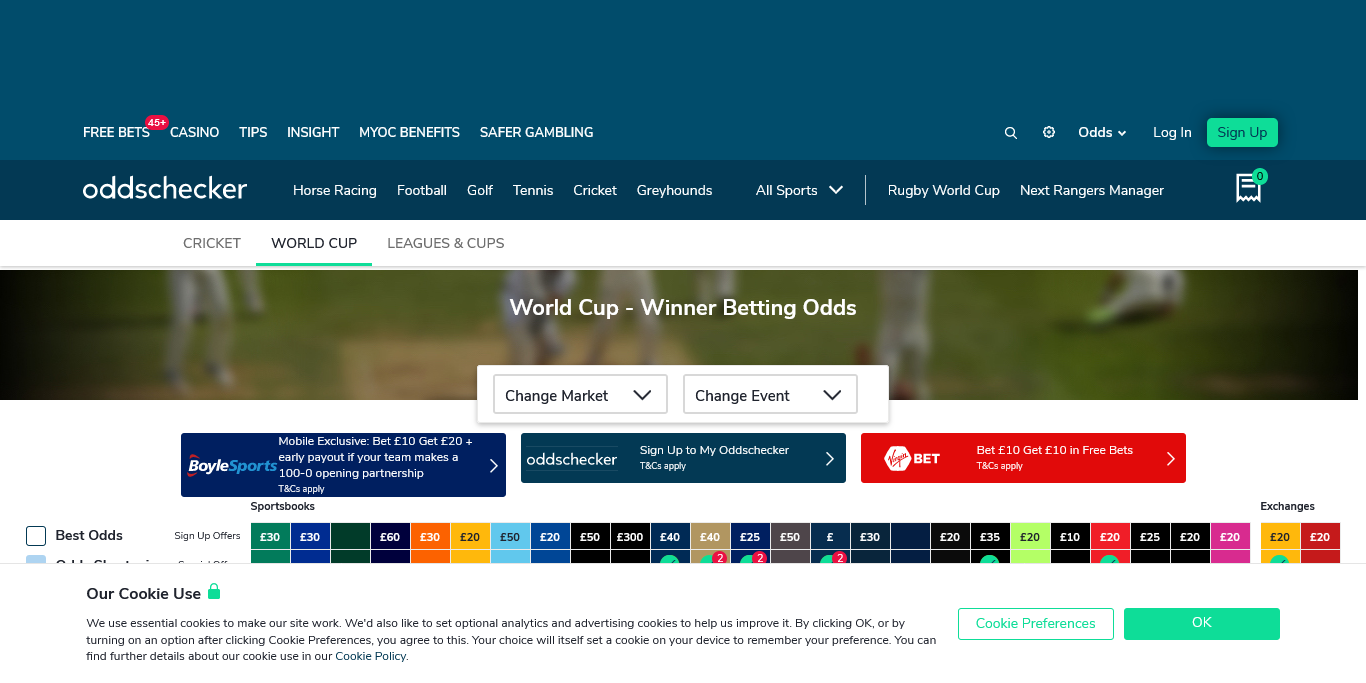 FREE BETS 45+ CASINO TIPS INSIGHT MYOC BENEFITS SAFER GAMBLING Odds Log In Sign Up
oddschecker Horse Racing Football Golf Tennis Cricket Greyhounds All Sports Rugby World Cup Next Rangers Manager 0
CRICKET WORLD CUP LEAGUES & CUPS
World Cup - Winner Betting Odds
Change Market Change Event
BoyleSports
Mobile Exclusive: Bet £10 Get £20 +
early payout if your team makes a
100-0 opening partnership
T&Cs apply
oddschecker
Sign Up to My Oddschecker
T&Cs apply
Virgin BET
Bet £10 Get £10 in Free Bets
T&Cs apply
Sportsbooks Exchanges
Best Odds Sign Up Offers £30 £30 £60 £30 £20 £50 £20 £50 £300 £40 £40 £25 £50 £ £30 £20 £35 £20 £10 £20 £25 £20 £20 £20 £20
2 2 2
Our Cookie Use
We use essential cookies to make our site work. We'd also like to set optional analytics and advertising cookies to help us improve it. By clicking OK, or by
turning on an option after clicking Cookie Preferences, you agree to this. Your choice will itself set a cookie on your device to remember your preference. You can
find further details about our cookie use in our Cookie Policy.
Cookie Preferences OK